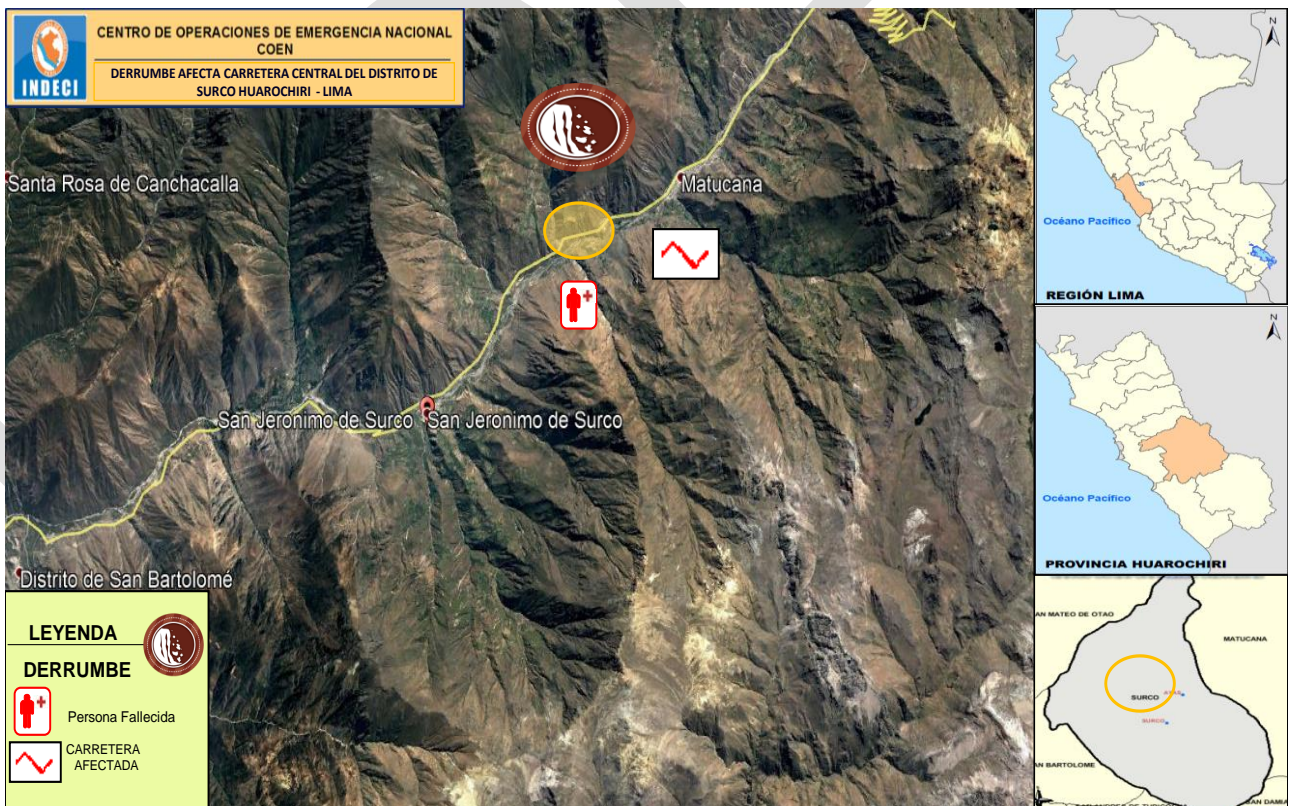 INDECI
CENTRO DE OPERACIONES DE EMERGENCIA NACIONAL
COEN
DERRUMBE AFECTA CARRETERA CENTRAL DEL DISTRITO DE
SURCO HUAROCHIRI - LIMA
Santa Rosa de Canchacalla
Matucana
San Jeronimo de Surco
San Jeronimo de Surco
Distrito de San Bartolomé
LEYENDA
DERRUMBE
Persona Fallecida
CARRETERA
AFECTADA
N
Océano Pacífico
REGIÓN LIMA
N
Océano Pacífico
PROVINCIA HUAROCHIRI
AN MATEO DE OTAO
MATUCANA
SURCO
AYAS
SURCO
AN BARTOLOME
SAN DAMIA